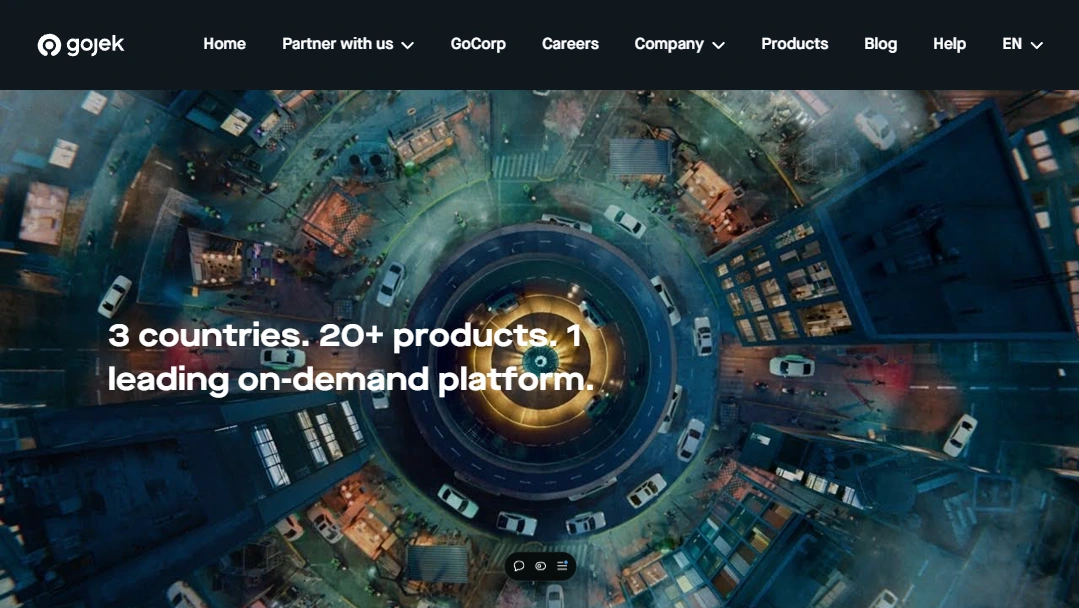 gojek
Home
Partner with us
GoCorp
Careers
Company
Products
Blog
Help
EN
3 countries. 20+ products. 1
leading on-demand platform.